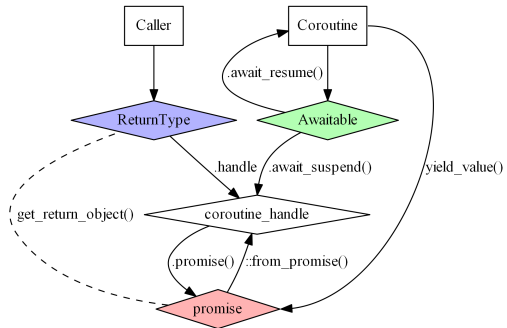 Caller
Coroutine
.await_resume()
ReturnType
Awaitable
.handle
.await_suspend()
yield_value()
get_return_object()
coroutine_handle
.promise()
::from_promise()
promise